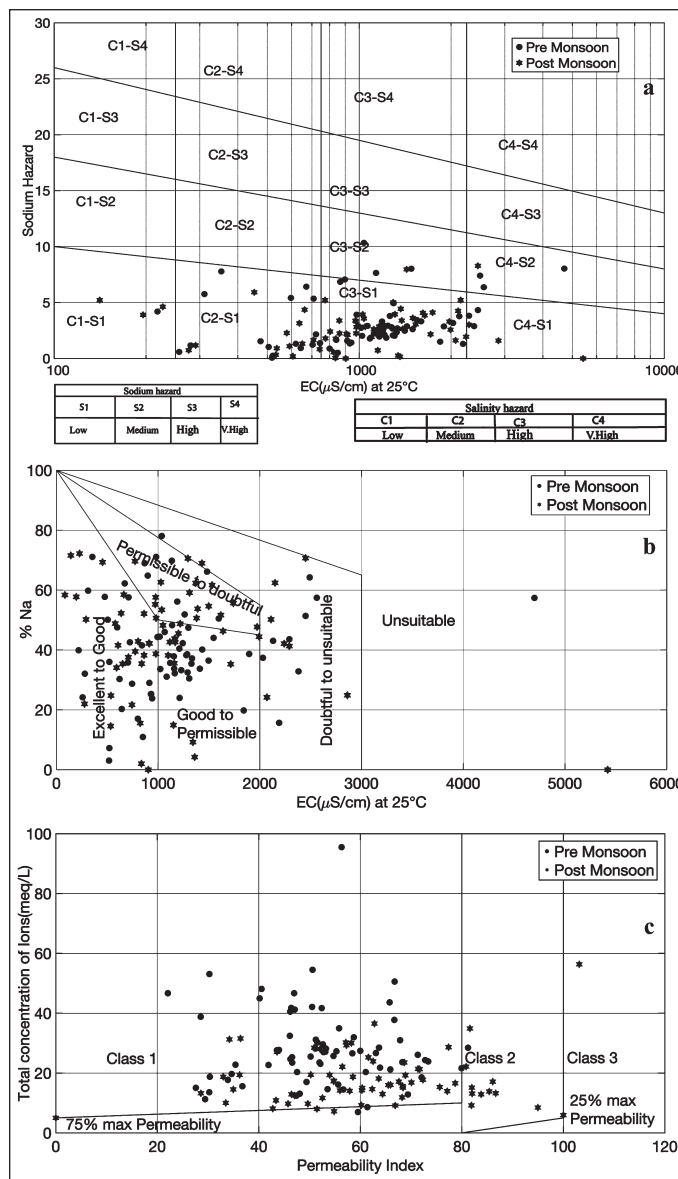 30
25
20
15
10
5
0
Sodium Hazard
C1-S4
C2-S4
C3-S4
C4-S4
C1-S3
C2-S3
C3-S3
C4-S3
C1-S2
C2-S2
C3-S2
C4-S2
C1-S1
C2-S1
C3-S1
C4-S1
Pre Monsoon
Post Monsoon
a
100 1000 10000
EC(μS/cm) at 25°C
Sodium hazard
S1 S2 S3 S4
Low Medium High V.High
Salinity hazard
C1 C2 C3 C4
Low Medium High V.High
100
80
60
40
20
0
% Na
Pre Monsoon
Post Monsoon
b
Permissible to doubtful
Excellent to Good
Good to
Permissible
Doubtful to unsuitable
Unsuitable
0 1000 2000 3000 4000 5000 6000
EC(μS/cm) at 25°C
100
80
60
40
20
0
Total concentration of Ions(meq/L)
Pre Monsoon
Post Monsoon
c
Class 1
Class 2
Class 3
75% max Permeability
25% max
Permeability
0 20 40 60 80 100 120
Permeability Index